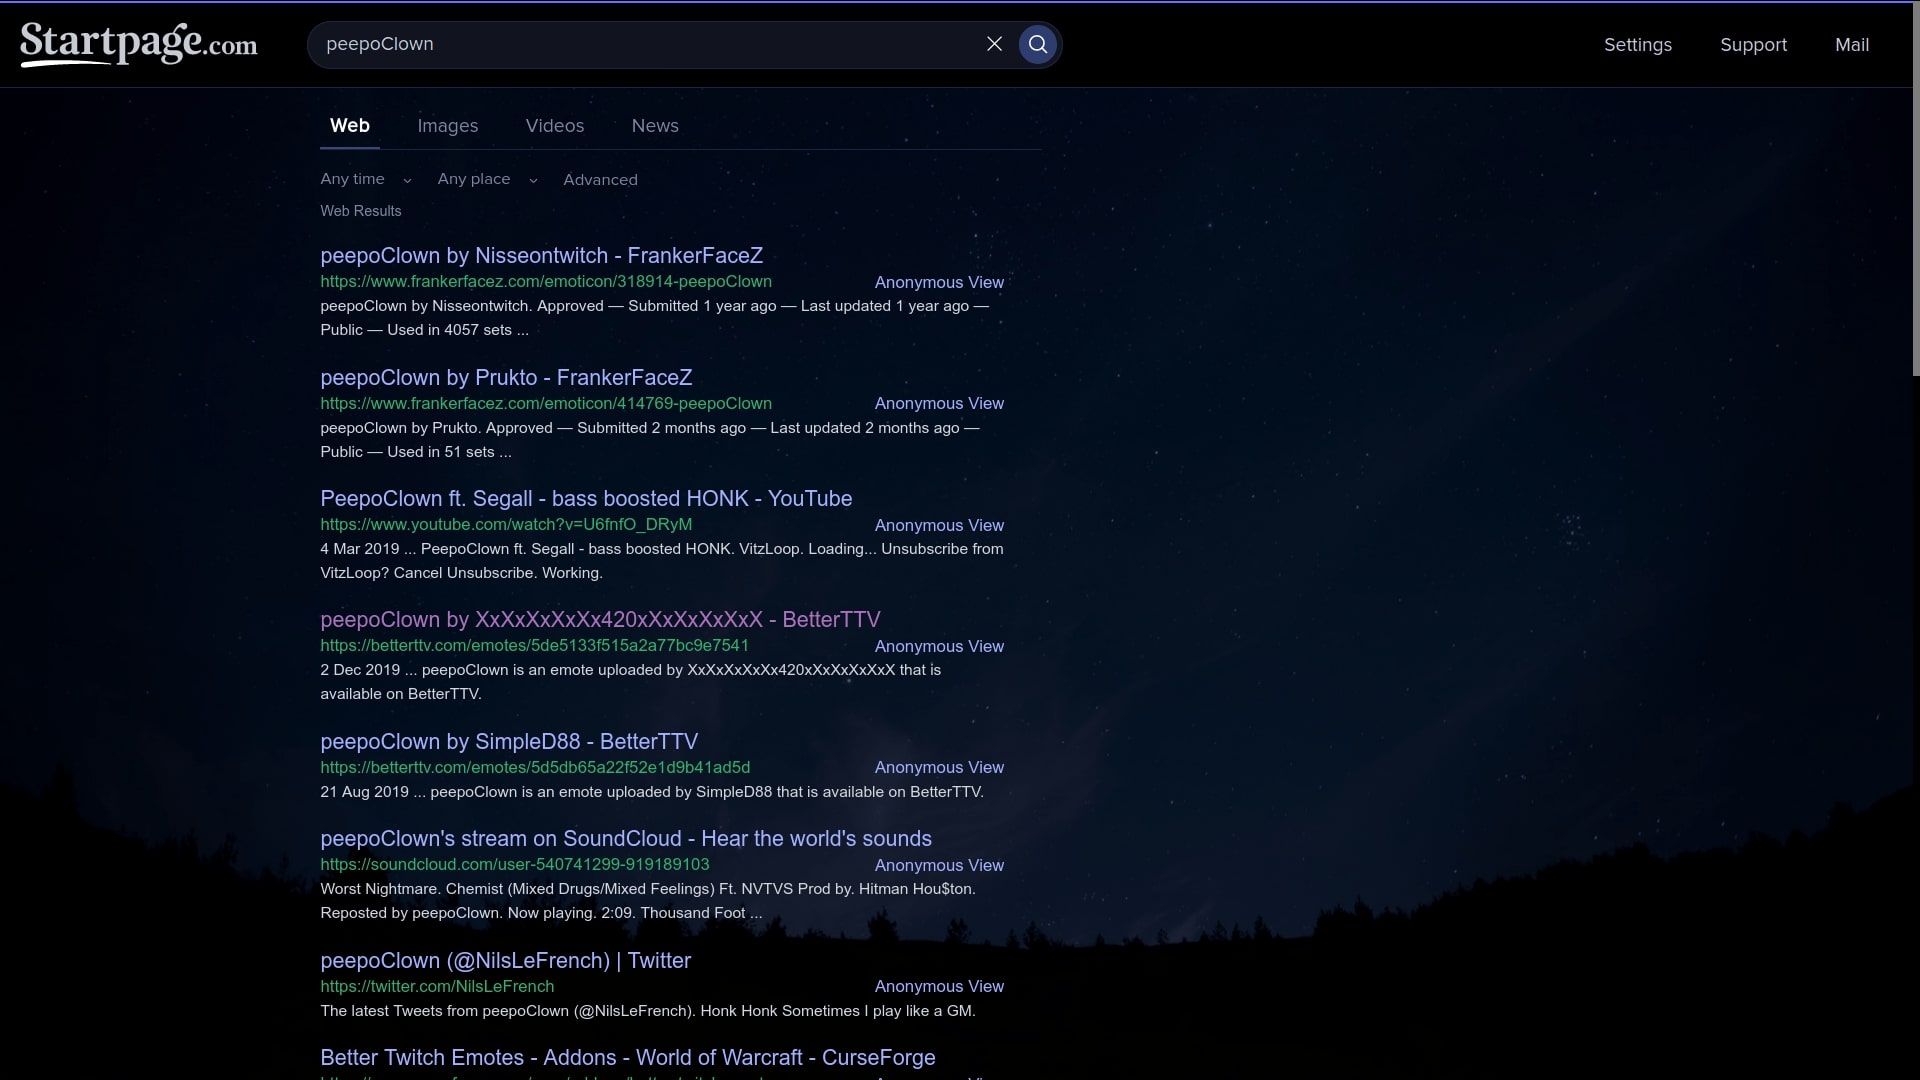 Startpage.com
peepoClown
Settings Support Mail
Web Images Videos News
Any time Any place Advanced
Web Results
peepoClown by Nisseontwitch - FrankerFaceZ
https://www.frankerfacez.com/emoticon/318914-peepoClown Anonymous View
peepoClown by Nisseontwitch. Approved — Submitted 1 year ago — Last updated 1 year ago —
Public — Used in 4057 sets ...
peepoClown by Prukto - FrankerFaceZ
https://www.frankerfacez.com/emoticon/414769-peepoClown Anonymous View
peepoClown by Prukto. Approved — Submitted 2 months ago — Last updated 2 months ago —
Public — Used in 51 sets ...
PeepoClown ft. Segall - bass boosted HONK - YouTube
https://www.youtube.com/watch?v=U6fnfO_DRyM Anonymous View
4 Mar 2019 ... PeepoClown ft. Segall - bass boosted HONK. VitzLoop. Loading... Unsubscribe from
VitzLoop? Cancel Unsubscribe. Working.
peepoClown by XxXxXxXxXx420xXxXxXxXxX - BetterTTV
https://betterttv.com/emotes/5de5133f515a2a77bc9e7541 Anonymous View
2 Dec 2019 ... peepoClown is an emote uploaded by XxXxXxXxXx420xXxXxXxXxX that is
available on BetterTTV.
peepoClown by SimpleD88 - BetterTTV
https://betterttv.com/emotes/5d5db65a22f52e1d9b41ad5d Anonymous View
21 Aug 2019 ... peepoClown is an emote uploaded by SimpleD88 that is available on BetterTTV.
peepoClown's stream on SoundCloud - Hear the world's sounds
https://soundcloud.com/user-540741299-919189103 Anonymous View
Worst Nightmare. Chemist (Mixed Drugs/Mixed Feelings) Ft. NVTVS Prod by. Hitman Hou$ton.
Reposted by peepoClown. Now playing. 2:09. Thousand Foot ...
peepoClown (@NilsLeFrench) | Twitter
https://twitter.com/NilsLeFrench Anonymous View
The latest Tweets from peepoClown (@NilsLeFrench). Honk Honk Sometimes I play like a GM.
Better Twitch Emotes - Addons - World of Warcraft - CurseForge